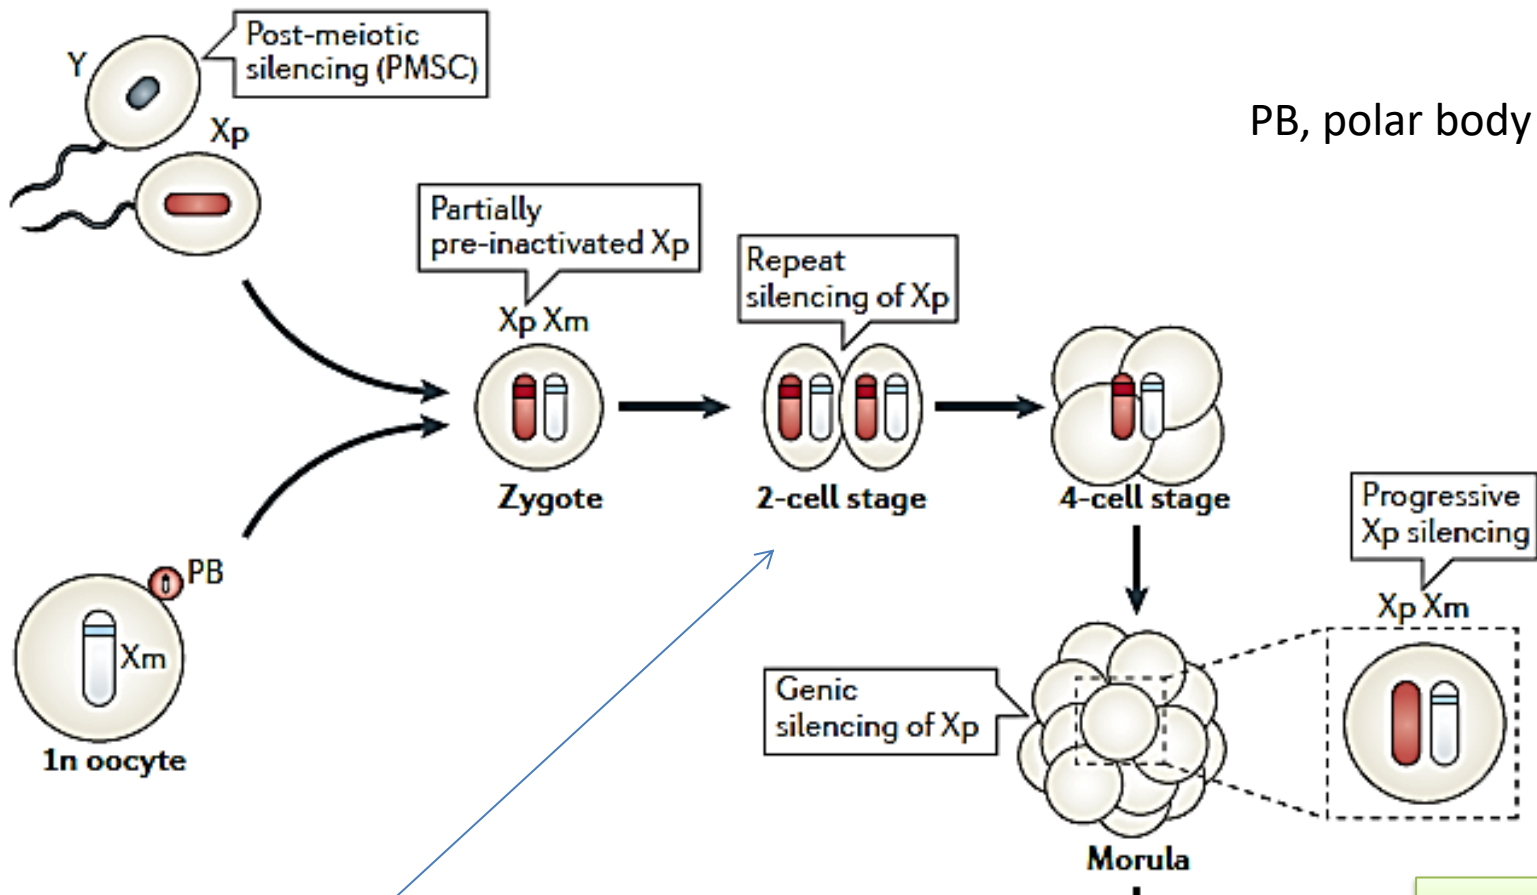 Post-meiotic
silencing (PMSC)
Y
Xp
PB, polar body
Partially
pre-inactivated Xp
Xp Xm
Repeat
silencing of Xp
Zygote
2-cell stage
4-cell stage
PB
Xm
1n oocyte
Progressive
Xp silencing
Xp Xm
Genic
silencing of Xp
Morula